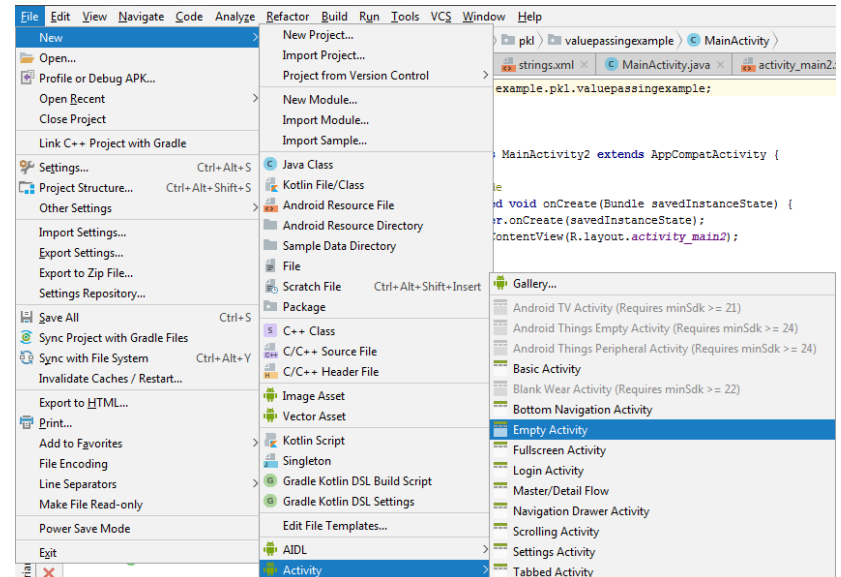 File Edit View Navigate Code Analyze Refactor Build Run Tools VCS Window Help
New
Open...
Profile or Debug APK...
Open Recent
Close Project
Link C++ Project with Gradle
Settings... Ctrl+Alt+S
Project Structure... Ctrl+Alt+Shift+S
Other Settings
Import Settings...
Export Settings...
Export to Zip File...
Settings Repository...
Save All Ctrl+S
Sync Project with Gradle Files
Sync with File System Ctrl+Alt+Y
Invalidate Caches / Restart...
Export to HTML...
Print...
Add to Favorites
File Encoding
Line Separators
Make File Read-only
Power Save Mode
Exit
New Project...
Import Project...
Project from Version Control
New Module...
Import Module...
Import Sample...
Java Class
Kotlin File/Class
Android Resource File
Android Resource Directory
Sample Data Directory
File
Scratch File Ctrl+Alt+Shift+Insert
Package
C++ Class
C/C++ Source File
C/C++ Header File
Image Asset
Vector Asset
Kotlin Script
Singleton
Gradle Kotlin DSL Build Script
Gradle Kotlin DSL Settings
Edit File Templates...
AIDL
Activity
pkl valuepassingexample MainActivity
strings.xml MainActivity.java activity_main2.
example.pkl.valuepassingexample;
MainActivity2 extends AppCompatActivity {
void onCreate(Bundle savedInstanceState) {
.onCreate(savedInstanceState);
ContentView(R.layout.activity_main2);
Gallery...
Android TV Activity (Requires minSdk >= 21)
Android Things Empty Activity (Requires minSdk >= 24)
Android Things Peripheral Activity (Requires minSdk >= 24)
Basic Activity
Blank Wear Activity (Requires minSdk >= 22)
Bottom Navigation Activity
Empty Activity
Fullscreen Activity
Login Activity
Master/Detail Flow
Navigation Drawer Activity
Scrolling Activity
Settings Activity
Tabbed Activity